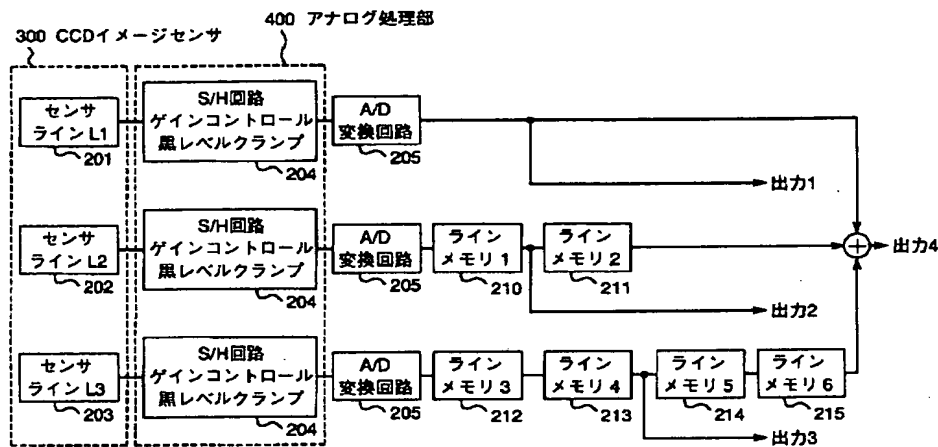 400 アナログ処理部
300 CCDイメージセンサ
センサ
ラインL1
201
S/H回路
ゲインコントロール
黒レベルクランプ
204
A/D
変換回路
205
出力1
センサ
ラインL2
202
S/H回路
ゲインコントロール
黒レベルクランプ
204
A/D
変換回路
205
ライン
メモリ1
210
ライン
メモリ2
211
出力4
出力2
センサ
ラインL3
203
S/H回路
ゲインコントロール
黒レベルクランプ
204
A/D
変換回路
205
ライン
メモリ3
212
ライン
メモリ4
213
ライン
メモリ5
214
ライン
メモリ6
215
出力3